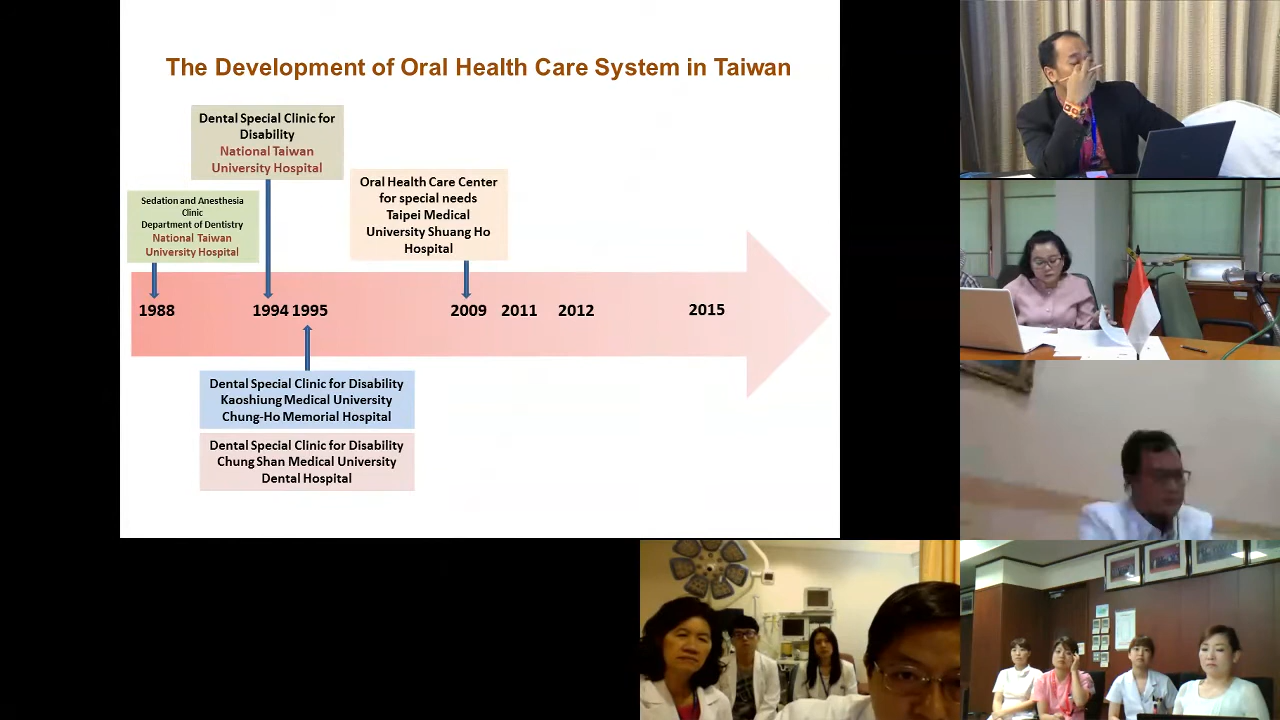 The Development of Oral Health Care System in Taiwan
Dental Special Clinic for
Disability
National Taiwan
University Hospital
Sedation and Anesthesia
Clinic
Department of Dentistry
National Taiwan
University Hospital
Oral Health Care Center
for special needs
Taipei Medical
University Shuang Ho
Hospital
1988 1994 1995 2009 2011 2012 2015
Dental Special Clinic for Disability
Kaoshiung Medical University
Chung-Ho Memorial Hospital
Dental Special Clinic for Disability
Chung Shan Medical University
Dental Hospital